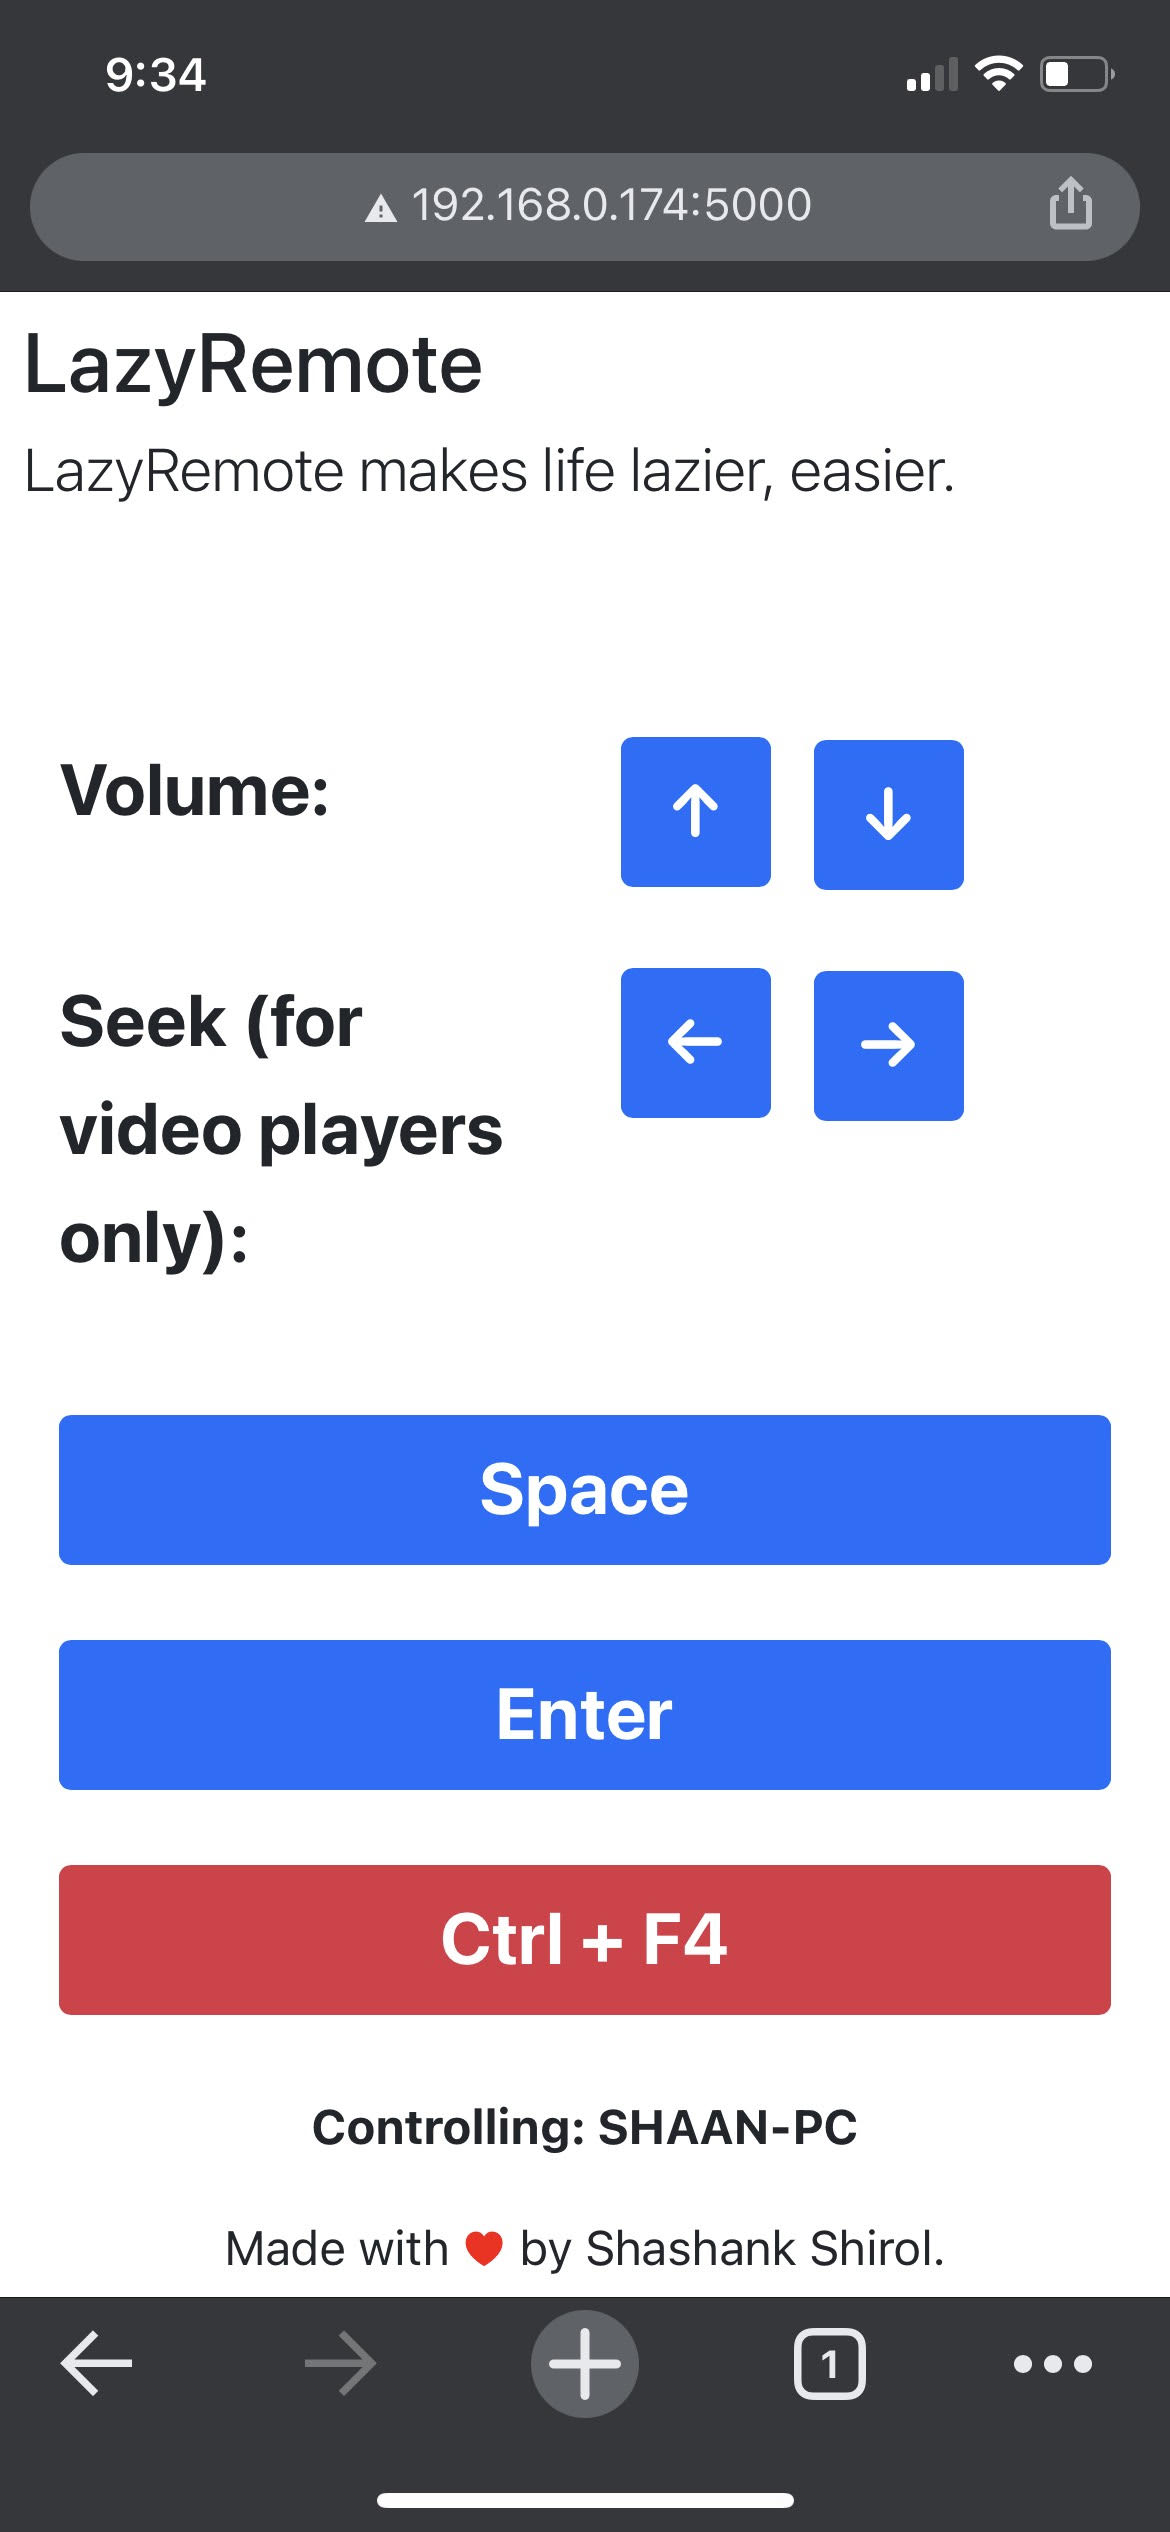 9:34
192.168.0.174:5000
LazyRemote
LazyRemote makes life lazier, easier.
Volume:
Seek (for
video players
only):
Space
Enter
Ctrl + F4
Controlling: SHAAN-PC
Made with ❤️ by Shashank Shirol.
1